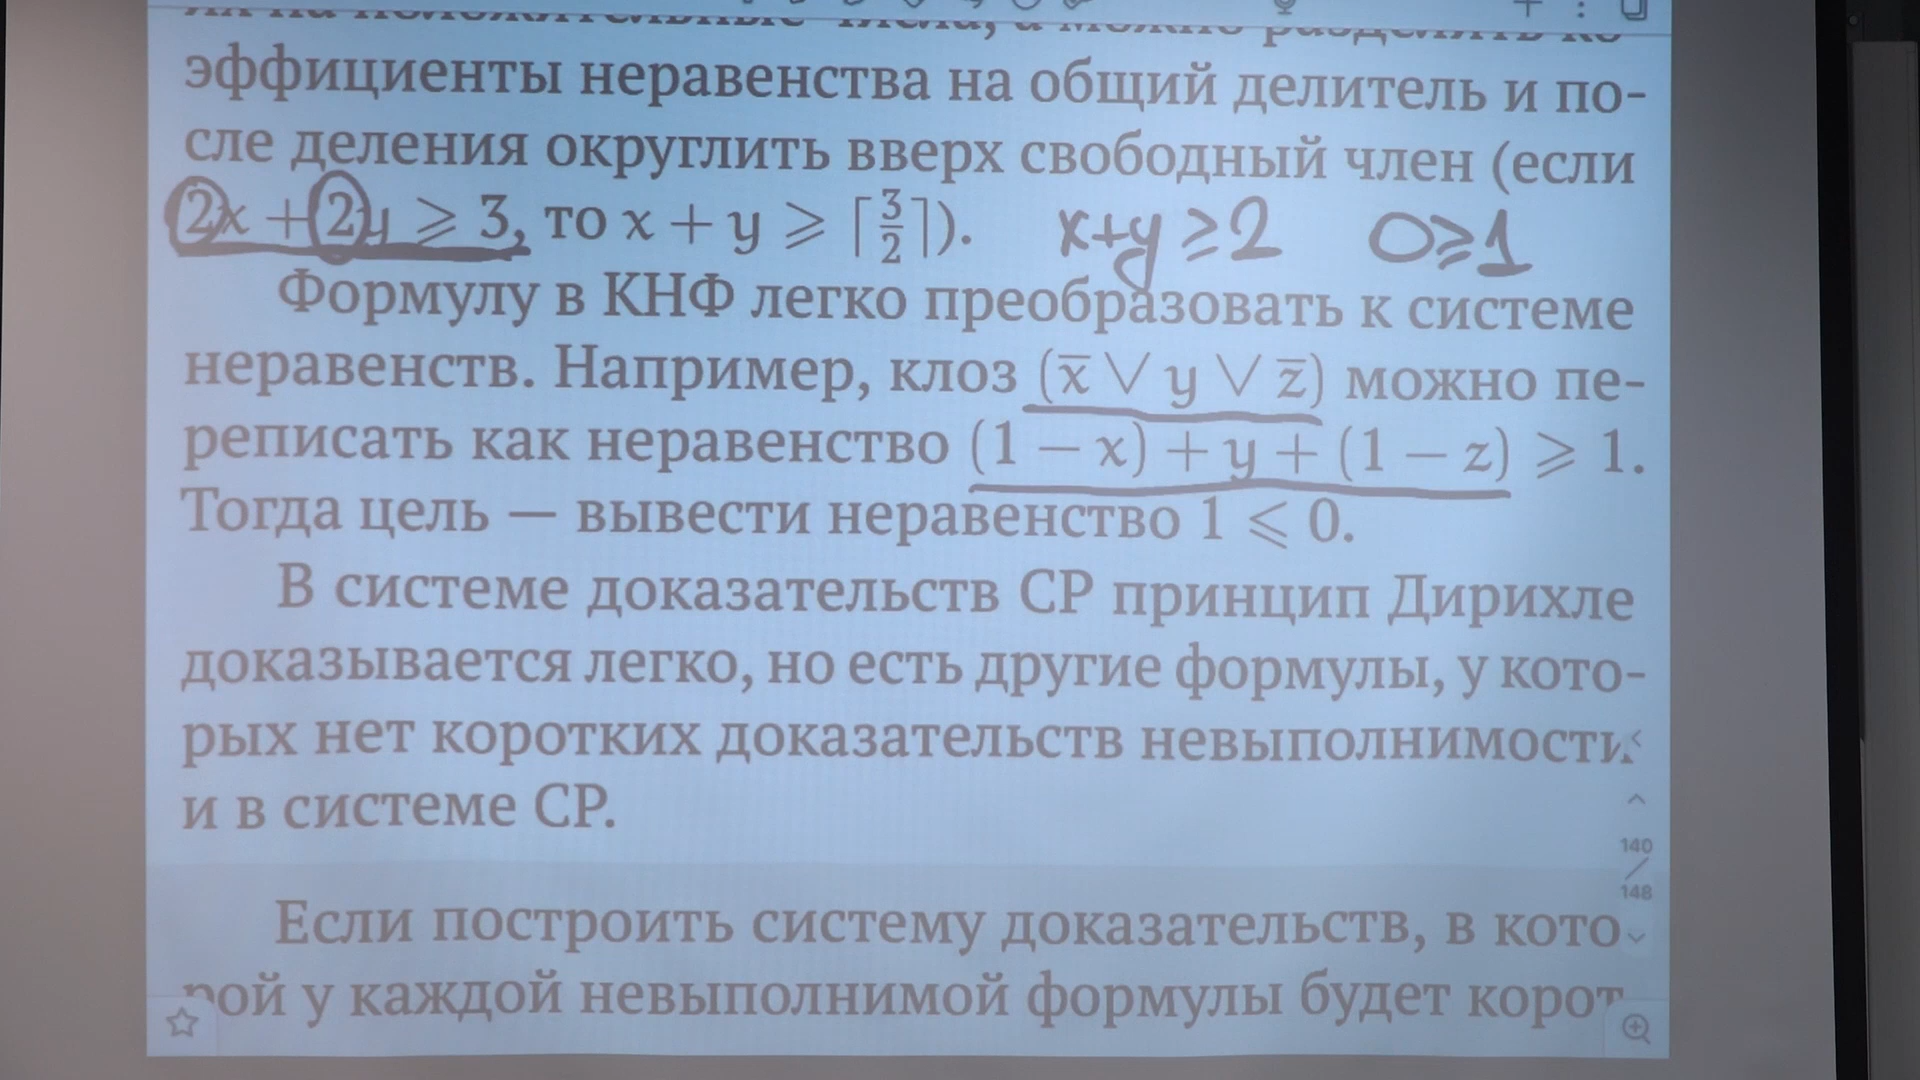 эффициенты неравенства на общий делитель и по-
сле деления округлить вверх свободный член (если
2x + 2y ⩾ 3, то x + y ⩾ ⌈3/2⌉). x+y ⩾ 2 0 ⩾ 1
Формулу в КНФ легко преобразовать к системе
неравенств. Например, клоз (x̅ ∨ y ∨ z̅) можно пе-
реписать как неравенство (1 − x) + y + (1 − z) ⩾ 1.
Тогда цель — вывести неравенство 1 ⩽ 0.
В системе доказательств CP принцип Дирихле
доказывается легко, но есть другие формулы, у кото-
рых нет коротких доказательств невыполнимости
и в системе CP.
140
/
148
Если построить систему доказательств, в кото
рой у каждой невыполнимой формулы будет корот